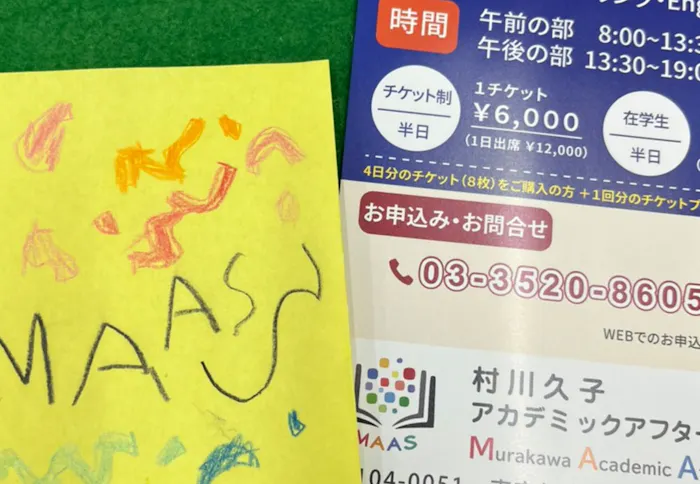 MAAS
時間
午前の部 8:00~13:3
午後の部 13:30~19:0
チケット制
半日
1チケット
¥6,000
(1日出席 ¥12,000)
在学生
半日
4日分のチケット(8枚)をご購入の方 +1回分のチケットプ
お申込み・お問合せ
03-3520-8605
WEBでのお申込
村川久子
アカデミックアフター
MAAS
Murakawa Academic A
104-0051